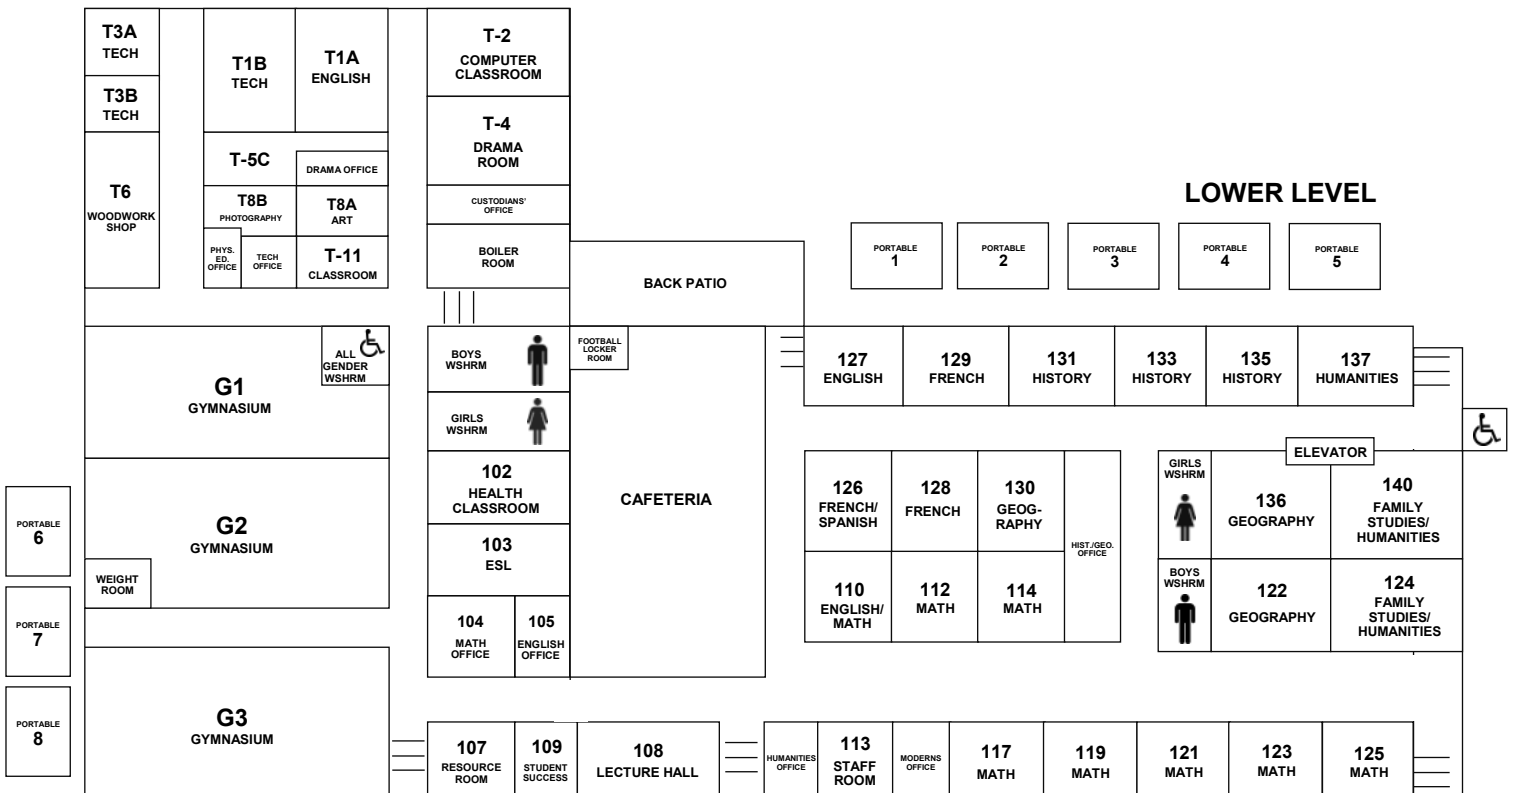 T3A
TECH
T3B
TECH
T6
WOODWORK
SHOP
T1B
TECH
T1A
ENGLISH
T-5C
DRAMA OFFICE
T8B
PHOTOGRAPHY
T8A
ART
PHYS.
ED.
OFFICE
TECH
OFFICE
T-11
CLASSROOM
T-2
COMPUTER
CLASSROOM
T-4
DRAMA
ROOM
CUSTODIANS'
OFFICE
BOILER
ROOM
BACK PATIO
LOWER LEVEL
PORTABLE
1
PORTABLE
2
PORTABLE
3
PORTABLE
4
PORTABLE
5
G1
GYMNASIUM
ALL
GENDER
WSHRM
G2
GYMNASIUM
WEIGHT
ROOM
G3
GYMNASIUM
PORTABLE
6
PORTABLE
7
PORTABLE
8
BOYS
WSHRM
GIRLS
WSHRM
102
HEALTH
CLASSROOM
103
ESL
104
MATH
OFFICE
105
ENGLISH
OFFICE
FOOTBALL
LOCKER
ROOM
CAFETERIA
127
ENGLISH
129
FRENCH
131
HISTORY
133
HISTORY
135
HISTORY
137
HUMANITIES
126
FRENCH/
SPANISH
128
FRENCH
130
GEOG-
RAPHY
HIST./GEO.
OFFICE
110
ENGLISH/
MATH
112
MATH
114
MATH
ELEVATOR
GIRLS
WSHRM
136
GEOGRAPHY
140
FAMILY
STUDIES/
HUMANITIES
BOYS
WSHRM
122
GEOGRAPHY
124
FAMILY
STUDIES/
HUMANITIES
107
RESOURCE
ROOM
109
STUDENT
SUCCESS
108
LECTURE HALL
HUMANITIES
OFFICE
113
STAFF
ROOM
MODERNS
OFFICE
117
MATH
119
MATH
121
MATH
123
MATH
125
MATH